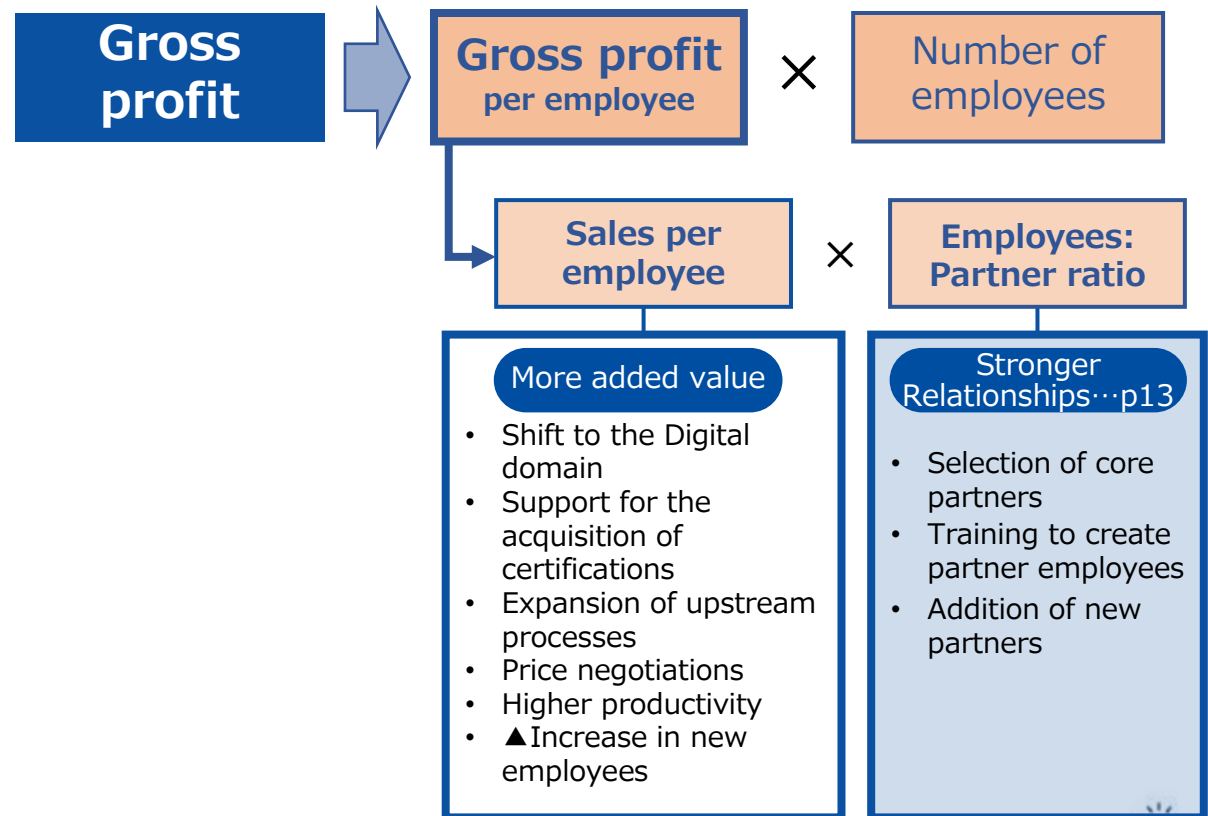 Gross
profit
Gross profit
per employee
×
Number of
employees
Sales per
employee
×
Employees:
Partner ratio
More added value
• Shift to the Digital
domain
• Support for the
acquisition of
certifications
• Expansion of upstream
processes
• Price negotiations
• Higher productivity
• ▲Increase in new
employees
Stronger
Relationships…p13
• Selection of core
partners
• Training to create
partner employees
• Addition of new
partners